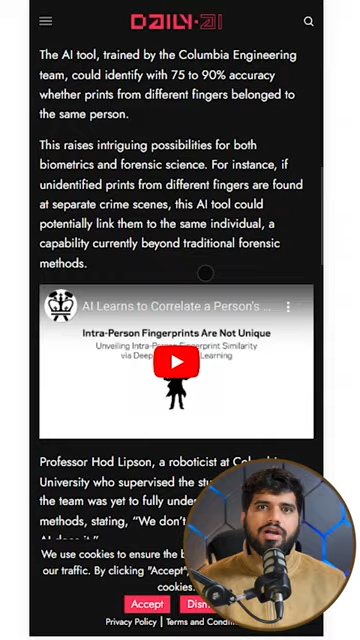 DAILY·AI
The AI tool, trained by the Columbia Engineering
team, could identify with 75 to 90% accuracy
whether prints from different fingers belonged to
the same person.
This raises intriguing possibilities for both
biometrics and forensic science. For instance, if
unidentified prints from different fingers are found
at separate crime scenes, this AI tool could
potentially link them to the same individual, a
capability currently beyond traditional forensic
methods.
AI Learns to Correlate a Person's ...
Intra-Person Fingerprints Are Not Unique
Unveiling Intra-Person Fingerprint Similarity
via Deep Learning
Professor Hod Lipson, a roboticist at
University who supervised the
the team was yet to fully
methods, stating, “We don’t
AI does it.”
We use cookies to ensure the
our traffic. By clicking "Accept",
cookies.
Accept
Privacy Policy | Terms and